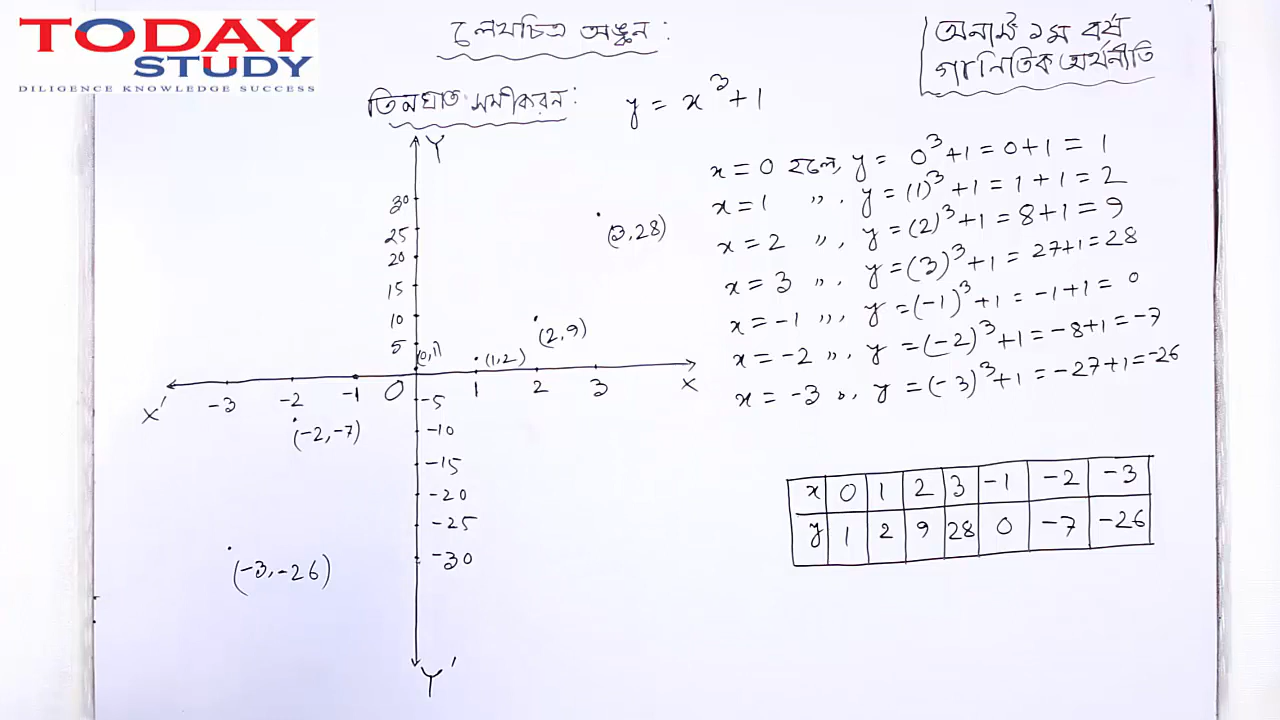 TODAY
STUDY
DILIGENCE KNOWLEDGE SUCCESS
লেখচিত্র অঙ্কন :
অনার্স ১ম বর্ষ
গাণিতিক অর্থনীতি
তিনঘাত সমীকরন : y = x³+1
x = 0 হলে, y = 0³+1 = 0+1 = 1
x = 1 ,, , y = (1)³+1 = 1+1 = 2
x = 2 ,, , y = (2)³+1 = 8+1 = 9
x = 3 ,, , y = (3)³+1 = 27+1 = 28
x = -1 ,, , y = (-1)³+1 = -1+1 = 0
x = -2 ,, , y = (-2)³+1 = -8+1 = -7
x = -3 ,, , y = (-3)³+1 = -27+1 = -26
Y
30
25
(3,28)
20
15
10
(2,9)
5
(0,1) (1,2)
X' -3 -2 -1 O 1 2 3 X
-5
(-2,-7) -10
-15
-20
-25
-30
(-3,-26)
Y'
x 0 1 2 3 -1 -2 -3
y 1 2 9 28 0 -7 -26